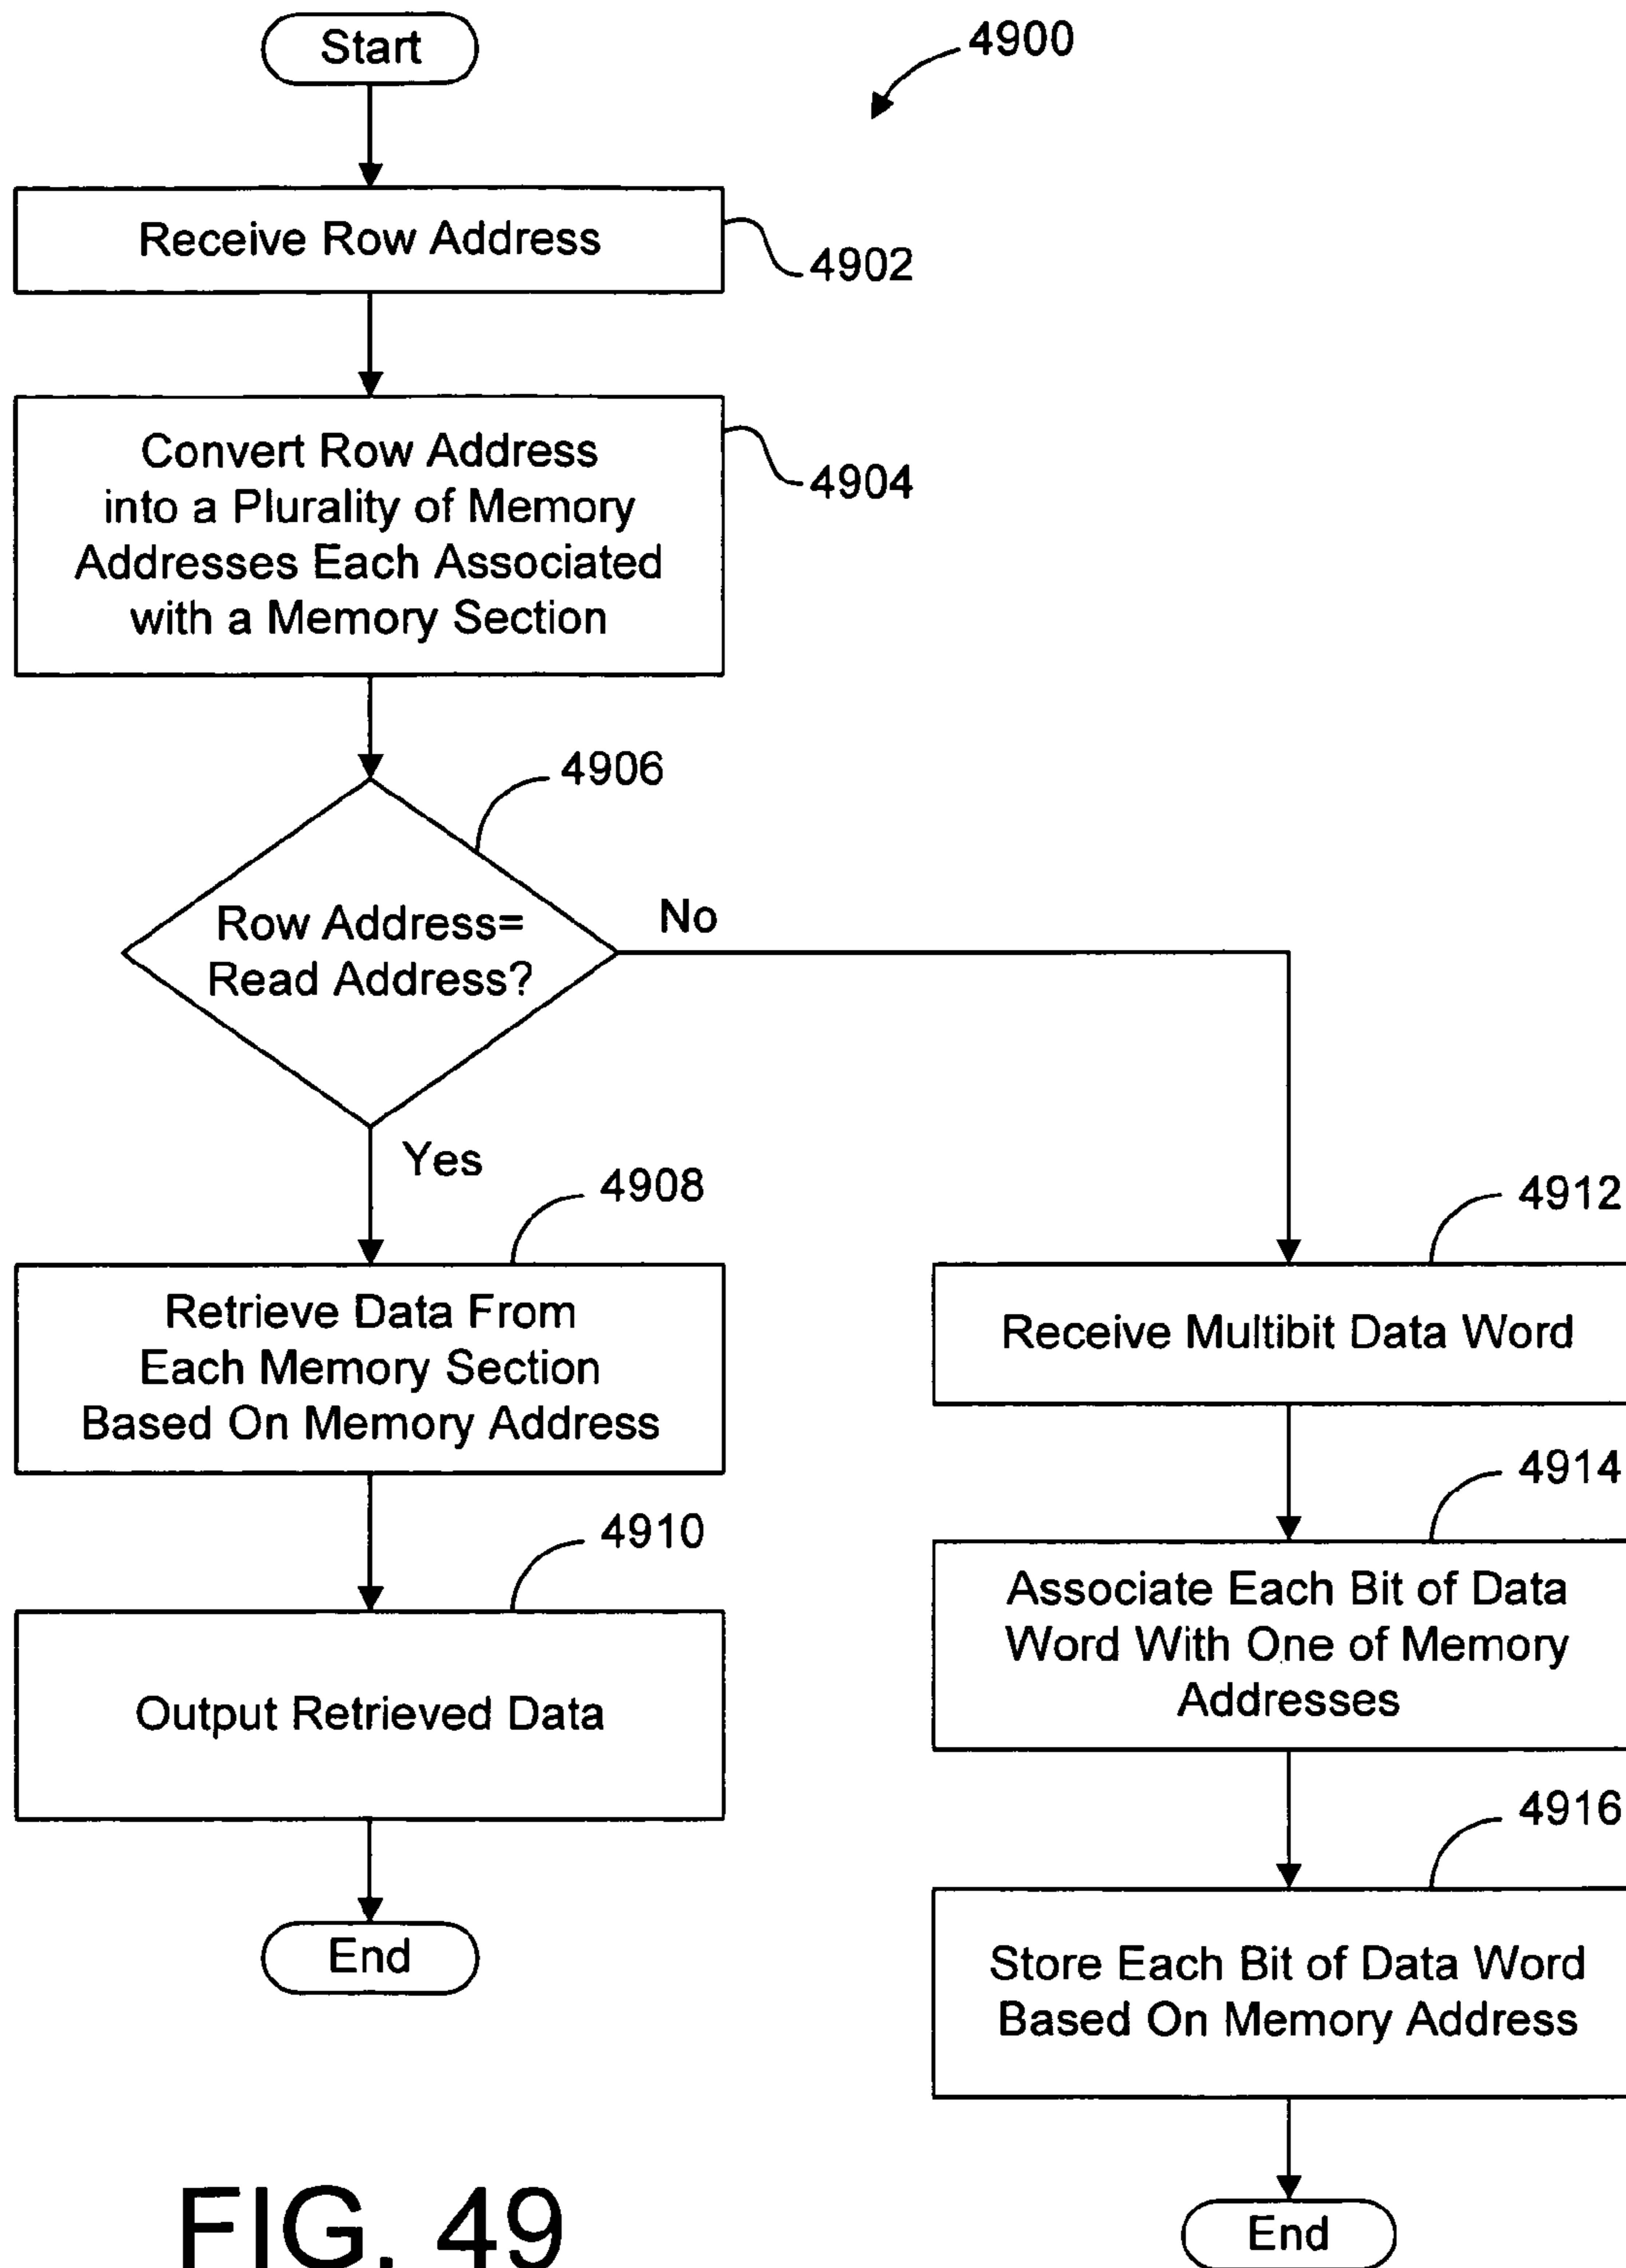 Start
4900
Receive Row Address
4902
Convert Row Address
into a Plurality of Memory
Addresses Each Associated
with a Memory Section
4904
4906
Row Address=
Read Address?
No
Yes
4908
Retrieve Data From
Each Memory Section
Based On Memory Address
4910
Output Retrieved Data
End
4912
Receive Multibit Data Word
4914
Associate Each Bit of Data
Word With One of Memory
Addresses
4916
Store Each Bit of Data Word
Based On Memory Address
End
FIG. 49